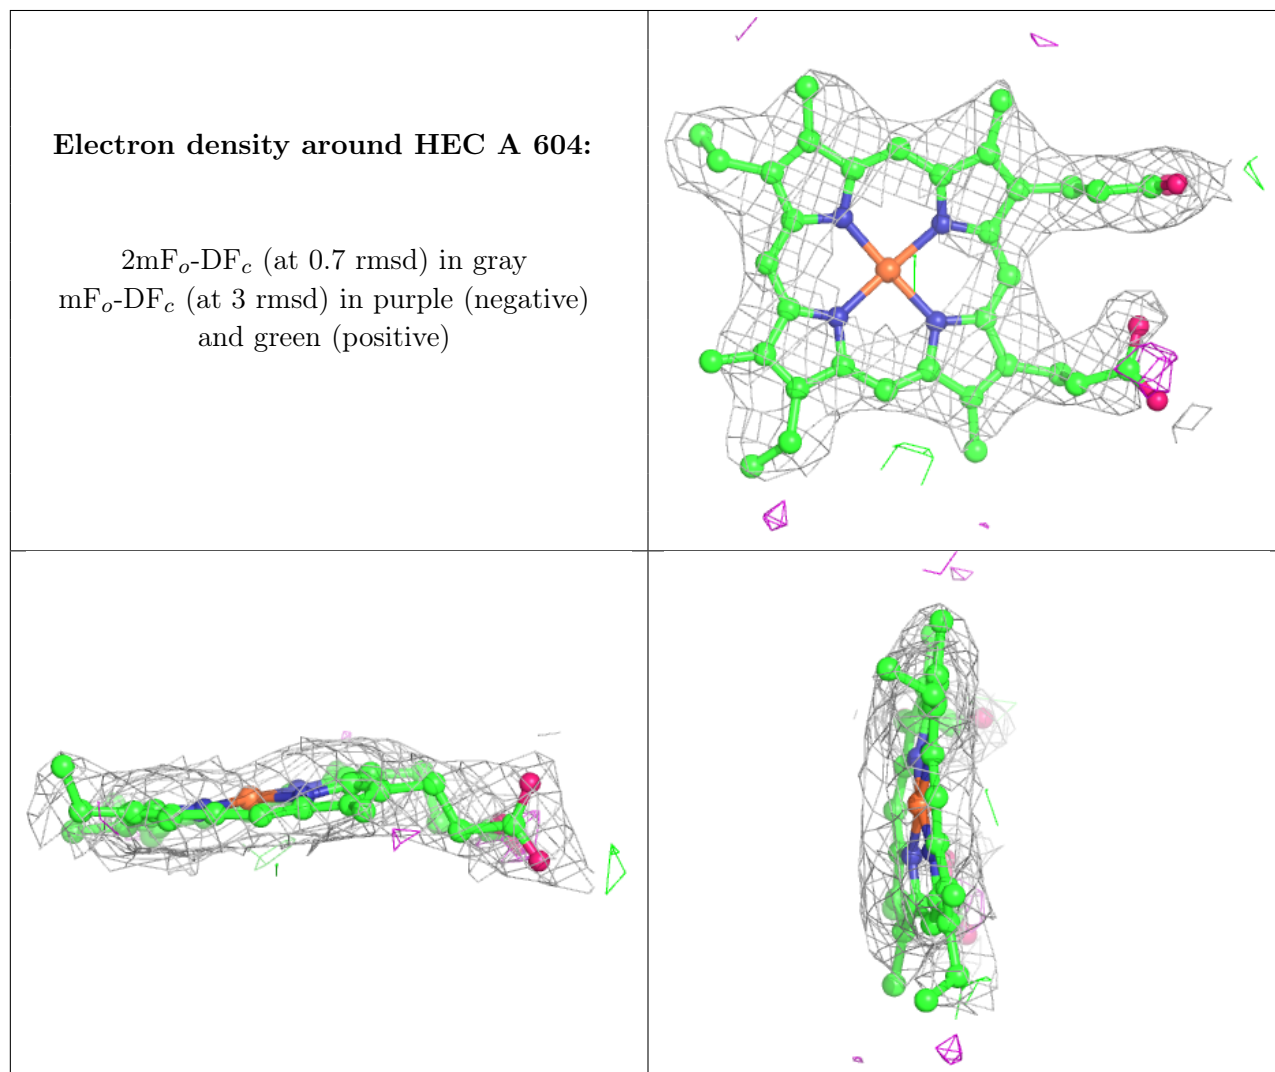 Electron density around HEC A 604:
2mFo-DFc (at 0.7 rmsd) in gray
mFo-DFc (at 3 rmsd) in purple (negative)
and green (positive)